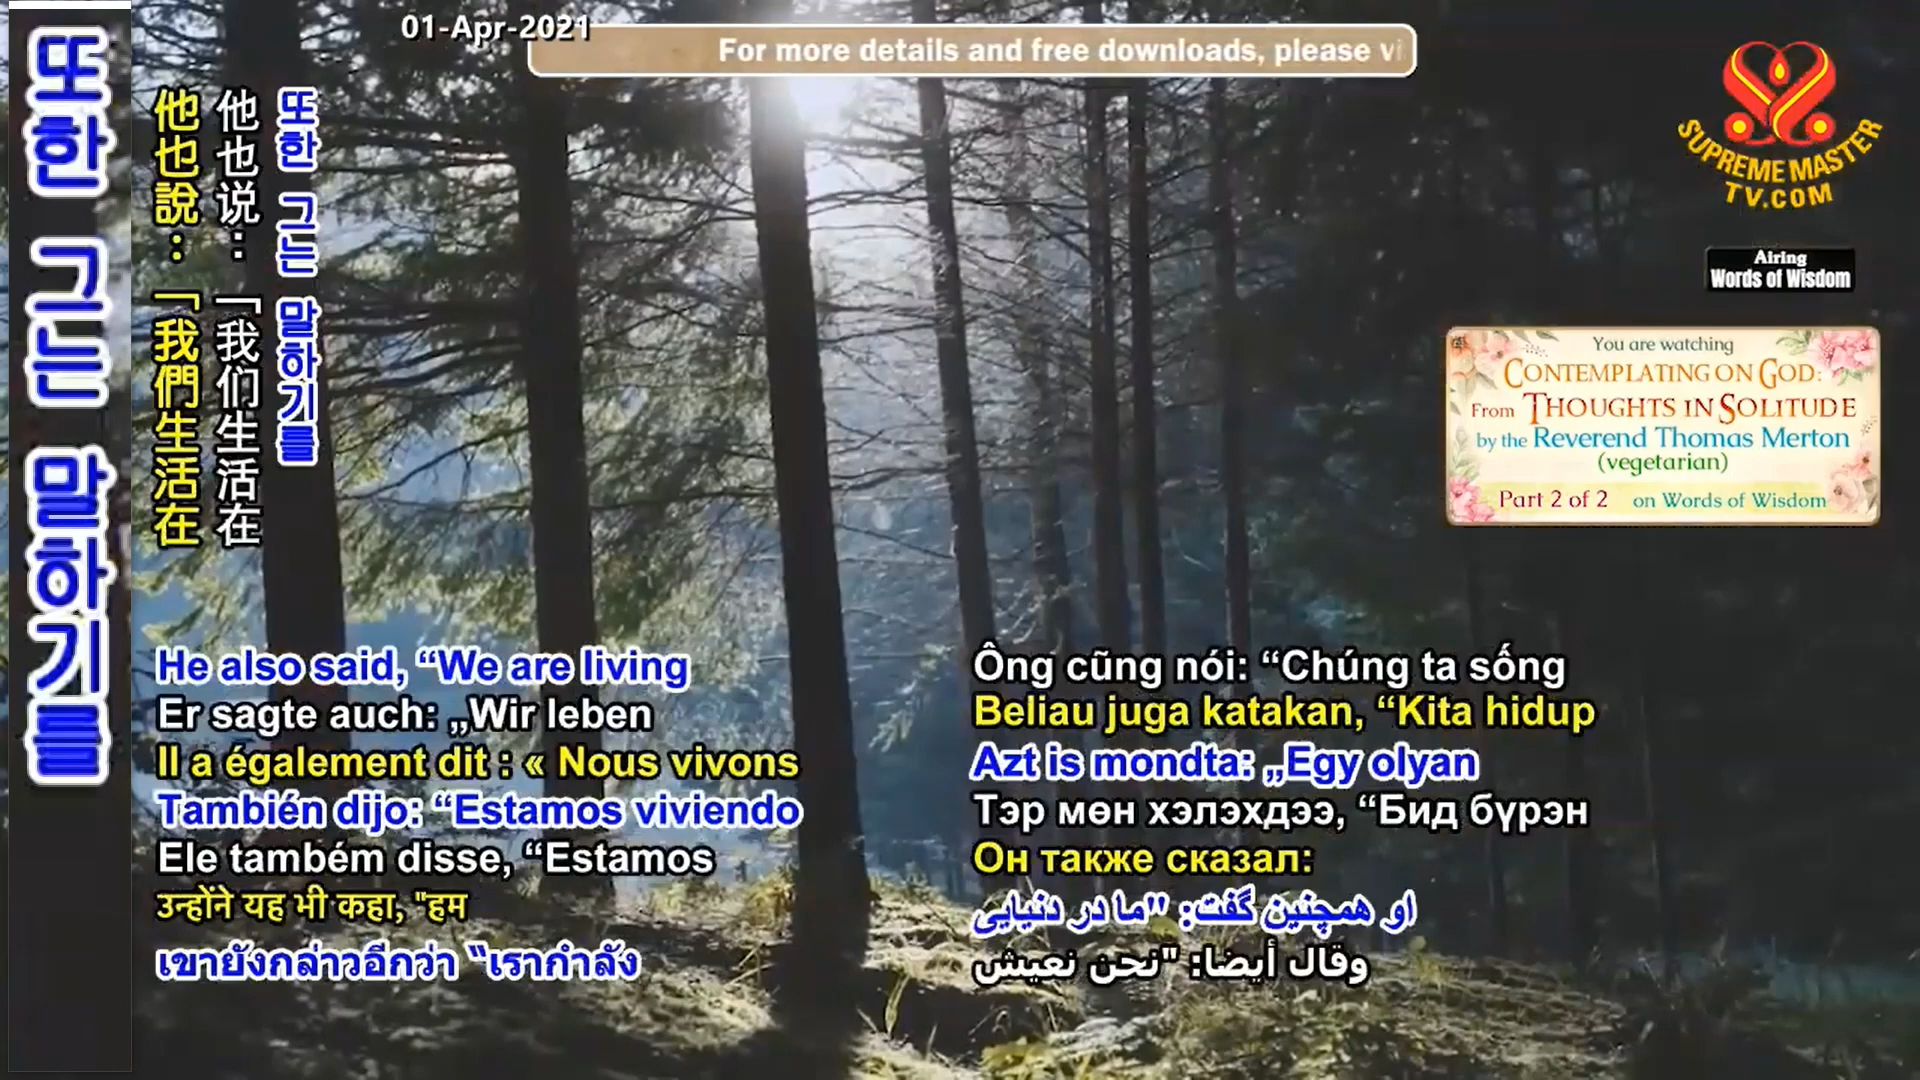 01-Apr-2021
For more details and free downloads, please
SUPREME MASTER
TV.COM
Airing
Words of Wisdom
You are watching
CONTEMPLATING ON GOD:
From THOUGHTS IN SOLITUDE
by the Reverend Thomas Merton
(vegetarian)
Part 2 of 2 on Words of Wisdom
또한 그는 말하기를
他也說：「我們生活在
他也说：「我们生活在
또한 그는 말하기를
He also said, “We are living
Er sagte auch: „Wir leben
Il a également dit : « Nous vivons
También dijo: “Estamos viviendo
Ele também disse, “Estamos
उन्होंने यह भी कहा, "हम
เขายังกล่าวอีกว่า “เรากำลัง
Ông cũng nói: “Chúng ta sống
Beliau juga katakan, “Kita hidup
Azt is mondta: „Egy olyan
Тэр мөн хэлэхдээ, “Бид бүрэн
Он также сказал:
او همچنین گفت: "ما در دنیایی
وقال أيضا: "نحن نعيش